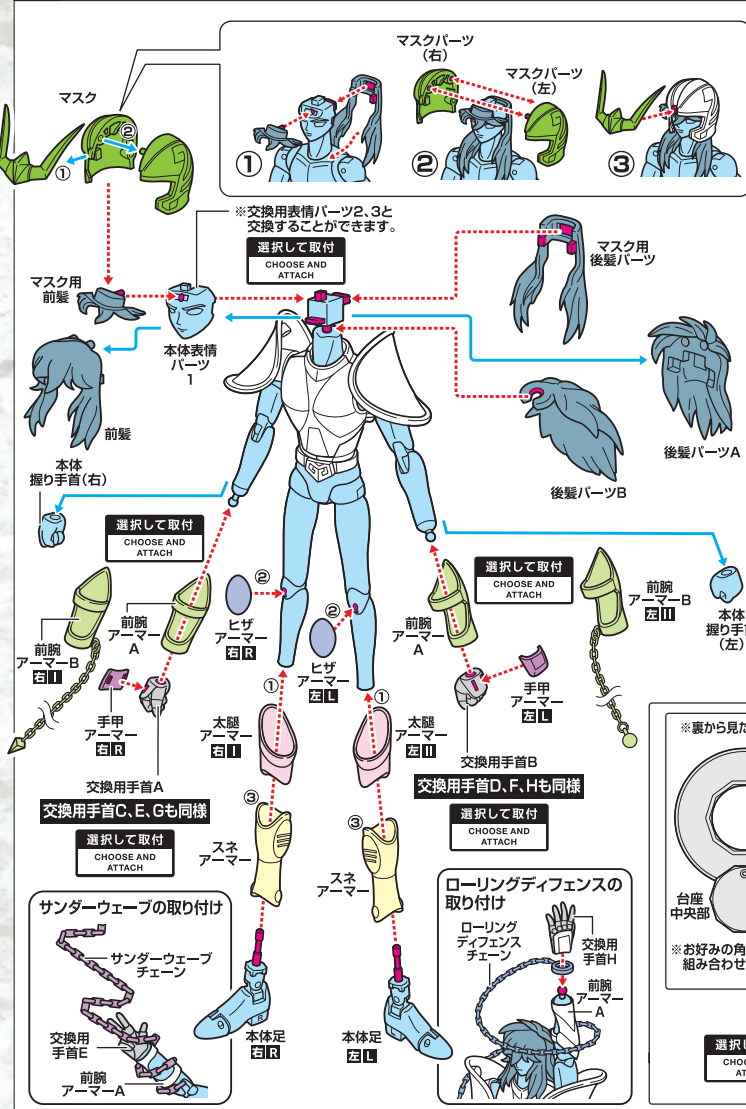 マスク
①
②
マスクパーツ
(右)
マスクパーツ
(左)
①
②
③
※交換用表情パーツ2、3と
交換することができます。
選択して取付
CHOOSE AND
ATTACH
マスク用
後髪パーツ
マスク用
前髪
本体表情
パーツ
1
前髪
後髪パーツA
後髪パーツB
本体
握り手首(右)
選択して取付
CHOOSE AND
ATTACH
選択して取付
CHOOSE AND
ATTACH
前腕
アーマーB
右 I
前腕
アーマー
A
②
ヒザ
アーマー
右 R
②
ヒザ
アーマー
左 L
前腕
アーマー
A
前腕
アーマーB
左 II
本体
握り手首
(左)
手甲
アーマー
右 R
手甲
アーマー
左 L
①
①
太腿
アーマー
右 I
太腿
アーマー
左 II
交換用手首A
交換用手首C、E、Gも同様
選択して取付
CHOOSE AND
ATTACH
交換用手首B
交換用手首D、F、Hも同様
選択して取付
CHOOSE AND
ATTACH
③
③
スネ
アーマー
スネ
アーマー
※裏から見た
台座
中央部
※お好みの角
組み合わせ
サンダーウェーブの取り付け
サンダーウェーブ
チェーン
交換用
手首E
前腕
アーマーA
R
本体足
右 R
L
本体足
左 L
ローリングディフェンスの
取り付け
ローリング
ディフェンス
チェーン
交換用
手首H
前腕
アーマー
A